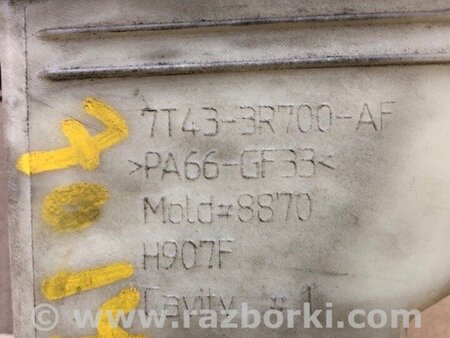 7T43-3R700-AF
>PA66-GF33<
Mold#8870
H907F
Cavity #1
www.razborki.com